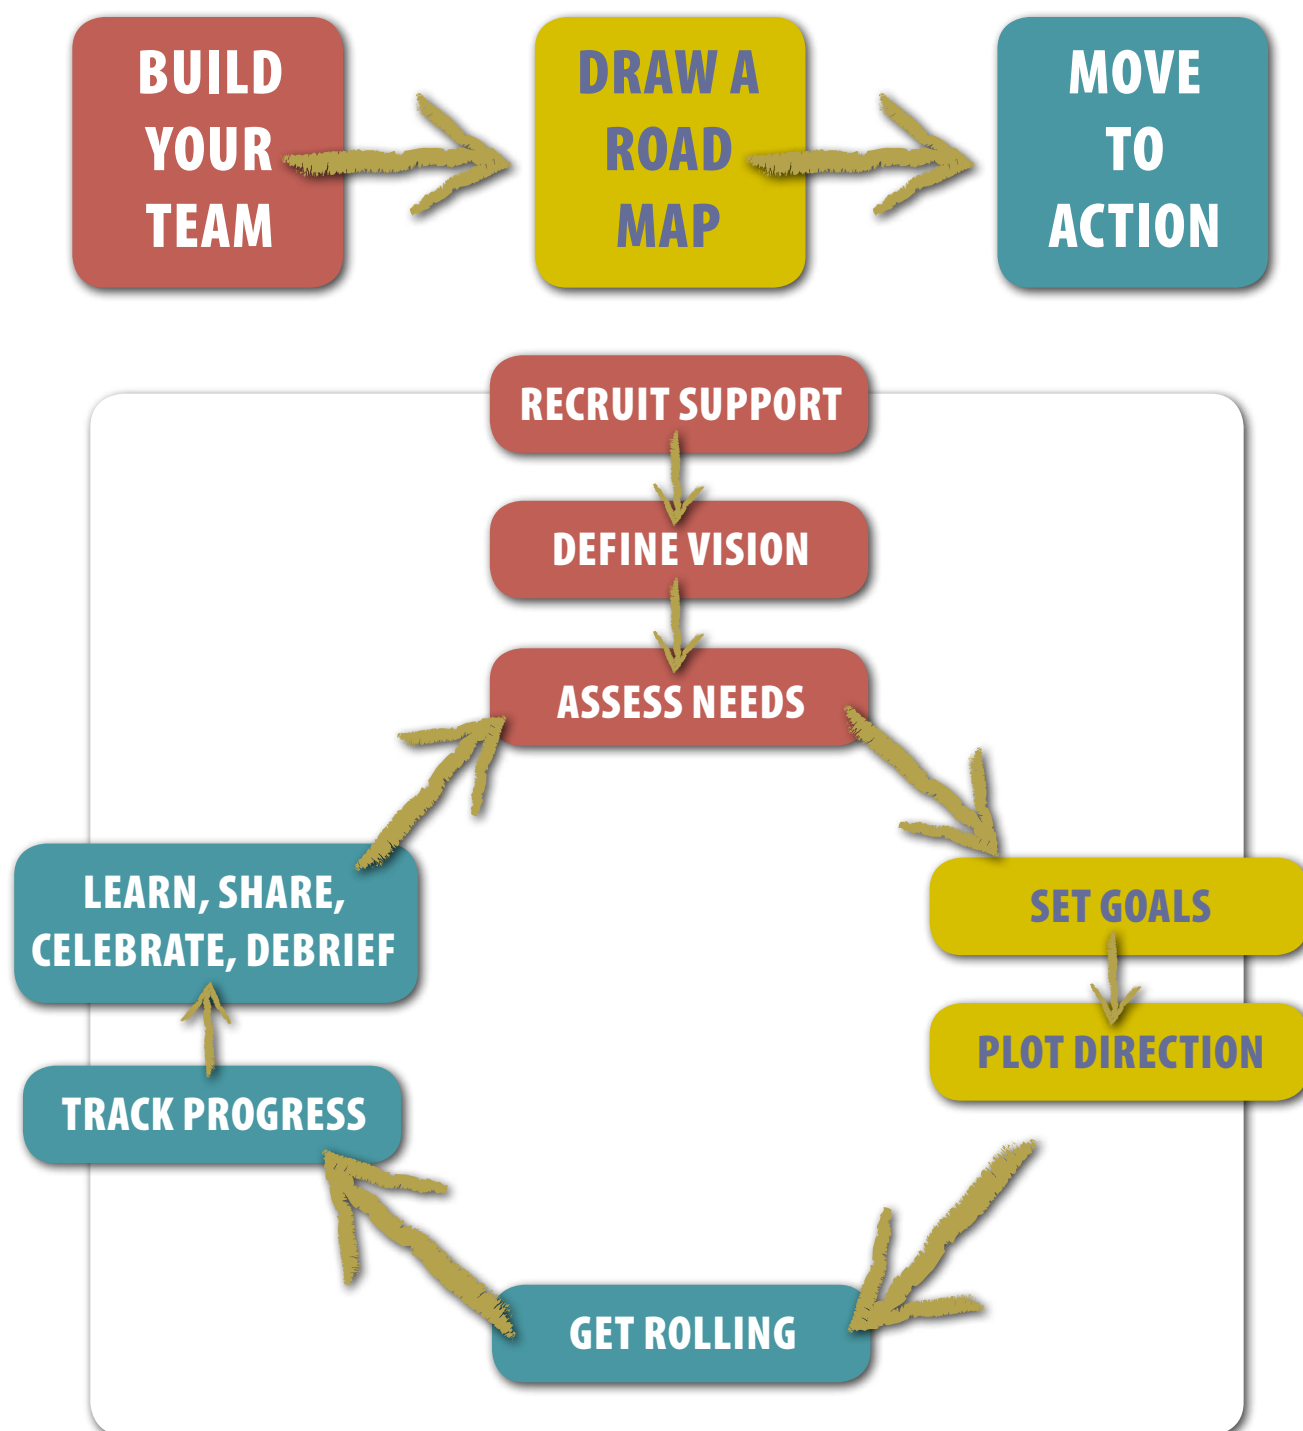 BUILD
YOUR
TEAM
DRAW A
ROAD
MAP
MOVE
TO
ACTION
RECRUIT SUPPORT
DEFINE VISION
ASSESS NEEDS
SET GOALS
PLOT DIRECTION
GET ROLLING
TRACK PROGRESS
LEARN, SHARE,
CELEBRATE, DEBRIEF